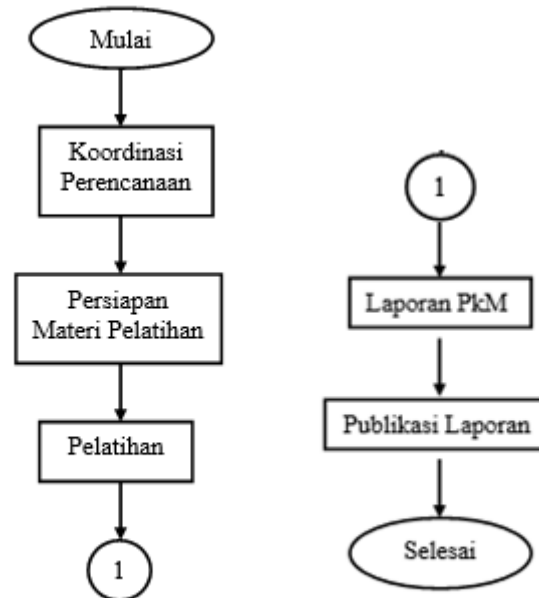 Mulai
Koordinasi
Perencanaan
Persiapan
Materi Pelatihan
Pelatihan
1
1
Laporan PkM
Publikasi Laporan
Selesai